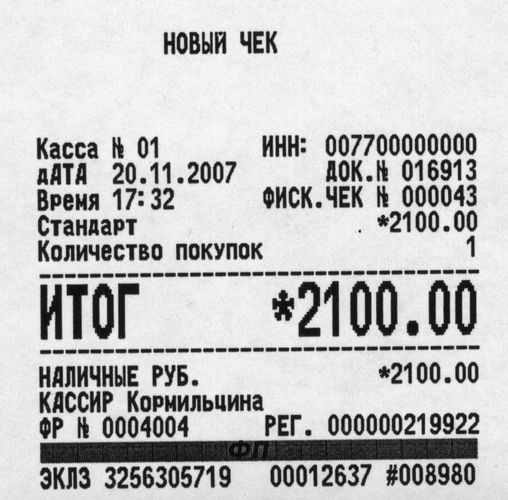 НОВЫЙ ЧЕК
Касса № 01 ИНН: 007700000000
дАТА 20.11.2007 ДОК.№ 016913
Время 17:32 ФИСК.ЧЕК № 000043
Стандарт *2100.00
Количество покупок 1
ИТОГ *2100.00
НАЛИЧНЫЕ РУБ. *2100.00
КАССИР Кормильцина
ФР № 0004004 РЕГ. 000000219922
ФП
ЭКЛЗ 3256305719 00012637 #008980